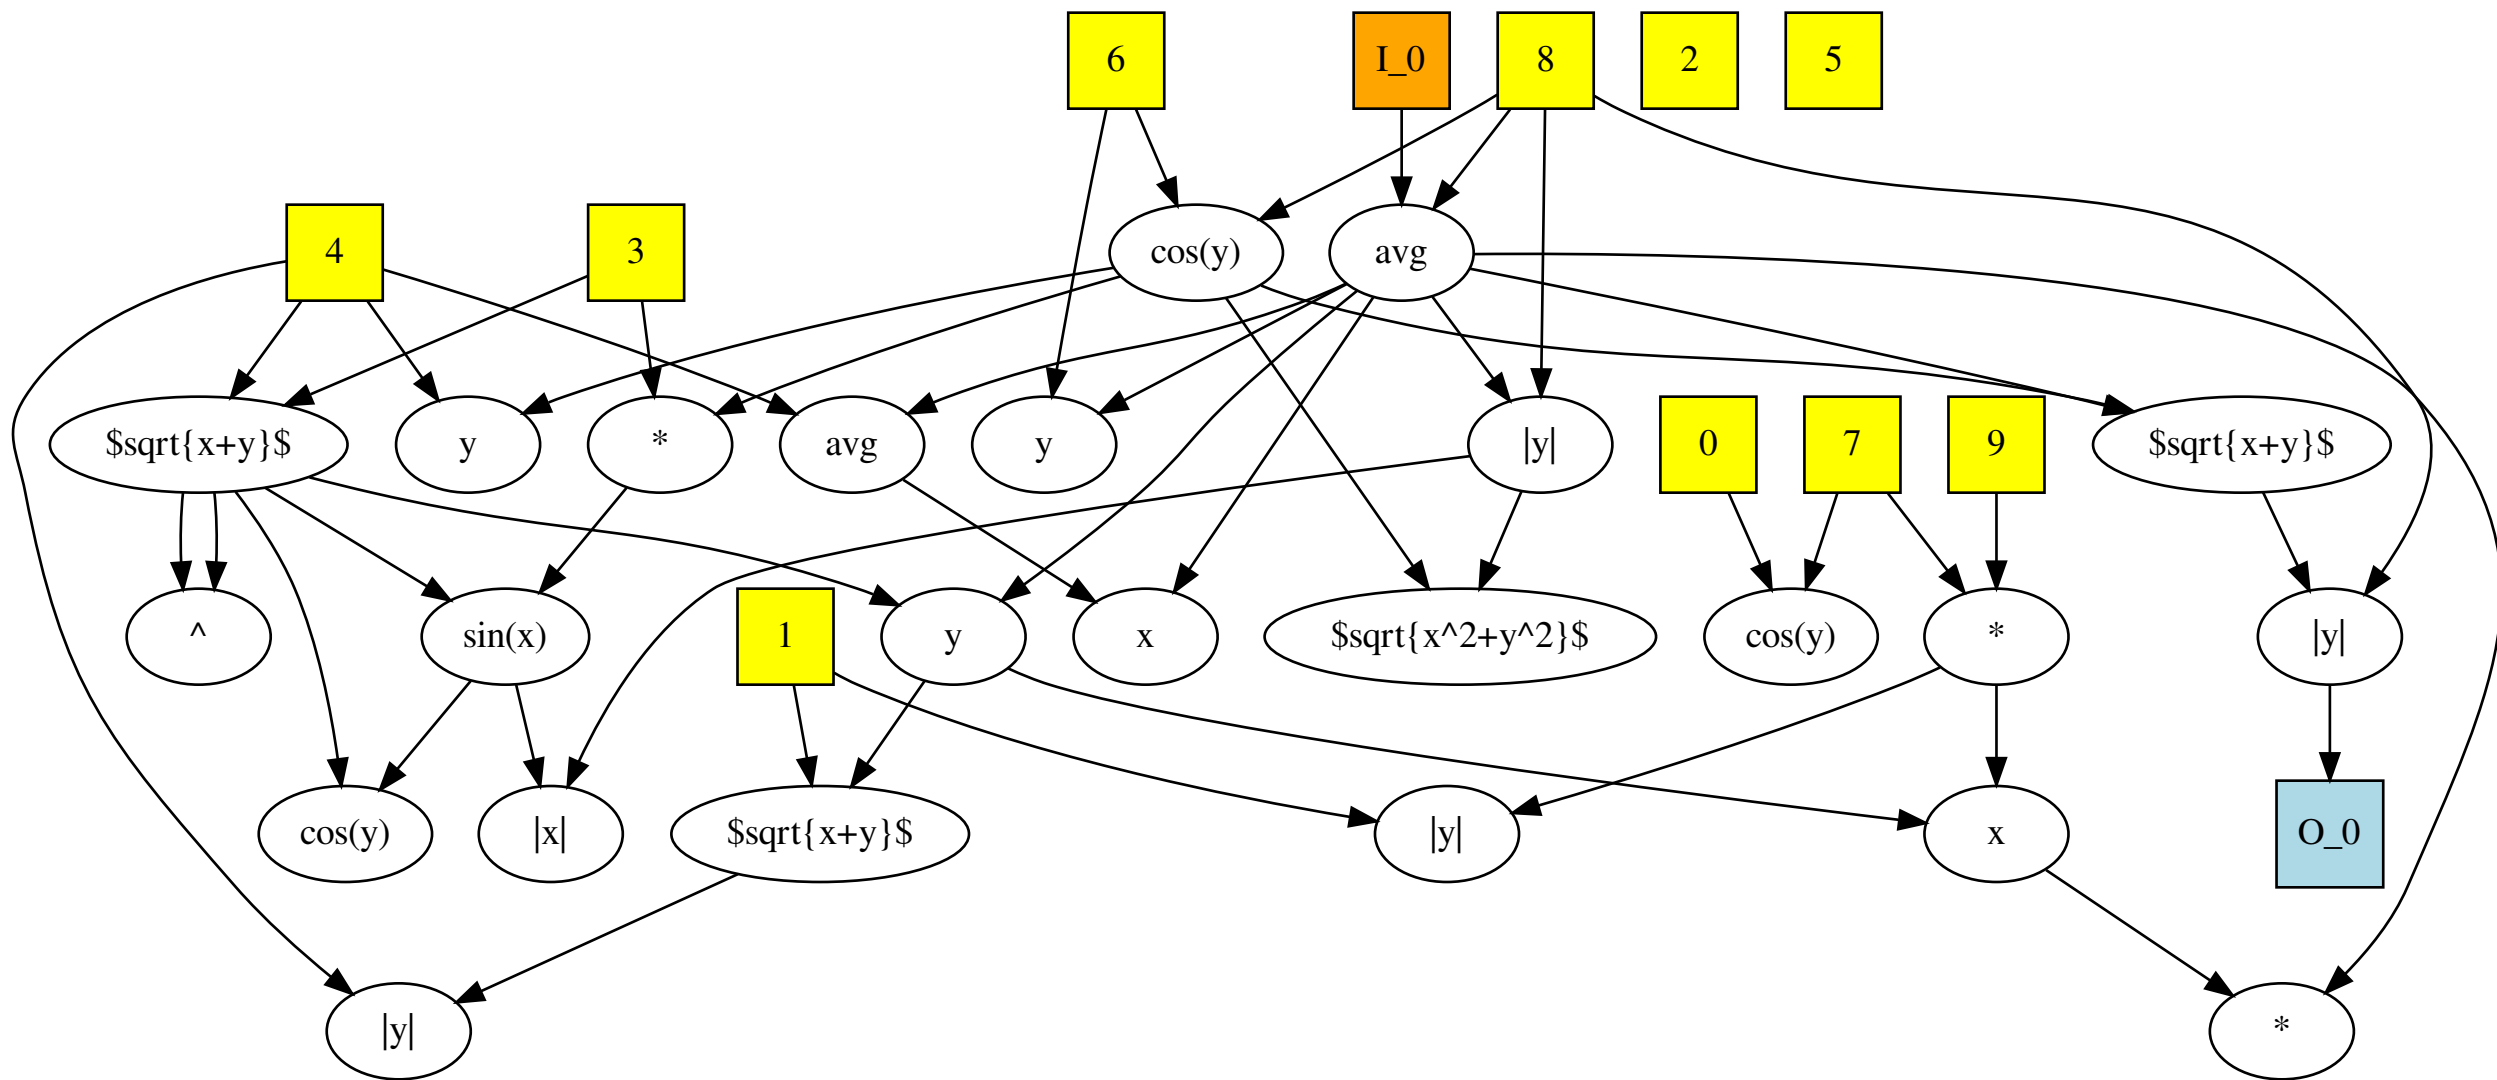 6
I_0
8
2
5
4
3
cos(y)
avg
$sqrt{x+y}$
y
*
avg
y
|y|
0
7
9
$sqrt{x+y}$
^
sin(x)
1
y
x
$sqrt{x^2+y^2}$
cos(y)
*
|y|
cos(y)
|x|
$sqrt{x+y}$
|y|
x
O_0
|y|
*